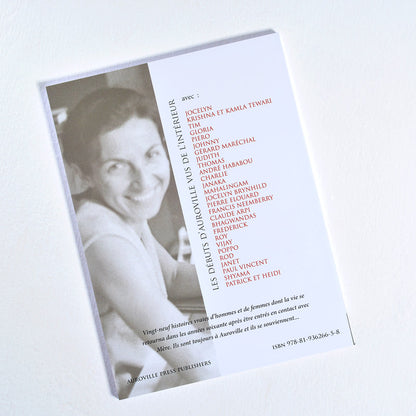 LES DÉBUTS D'AUROVILLE VUS DE L'INTÉRIEUR
avec :
JOCELYN
KRISHNA ET KAMLA TEWARI
TIM
GLORIA
PIERO
JOHNNY
GÉRARD MARÉCHAL
JUDITH
THOMAS
ANDRÉ HABABOU
CHARLIE
JANAKA
MAHALINGAM
JOCELYN BRYNHILD
PIERRE ELOUARD
FRANCIS NEEMBERRY
CLAUDE ARPI
BHAGWANDAS
FREDERICK
ROY
VIJAY
POPPO
ROD
JANET
PAUL VINCENT
SHYAMA
PATRICK ET HEIDI
Vingt-neuf histoires vraies d'hommes et de femmes dont la vie se
retourna dans les années soixante après être entrés en contact avec
Mère. Ils sont toujours à Auroville et ils se souviennent...
AUROVILLE PRESS PUBLISHERS
ISBN 978-81-936266-5-8